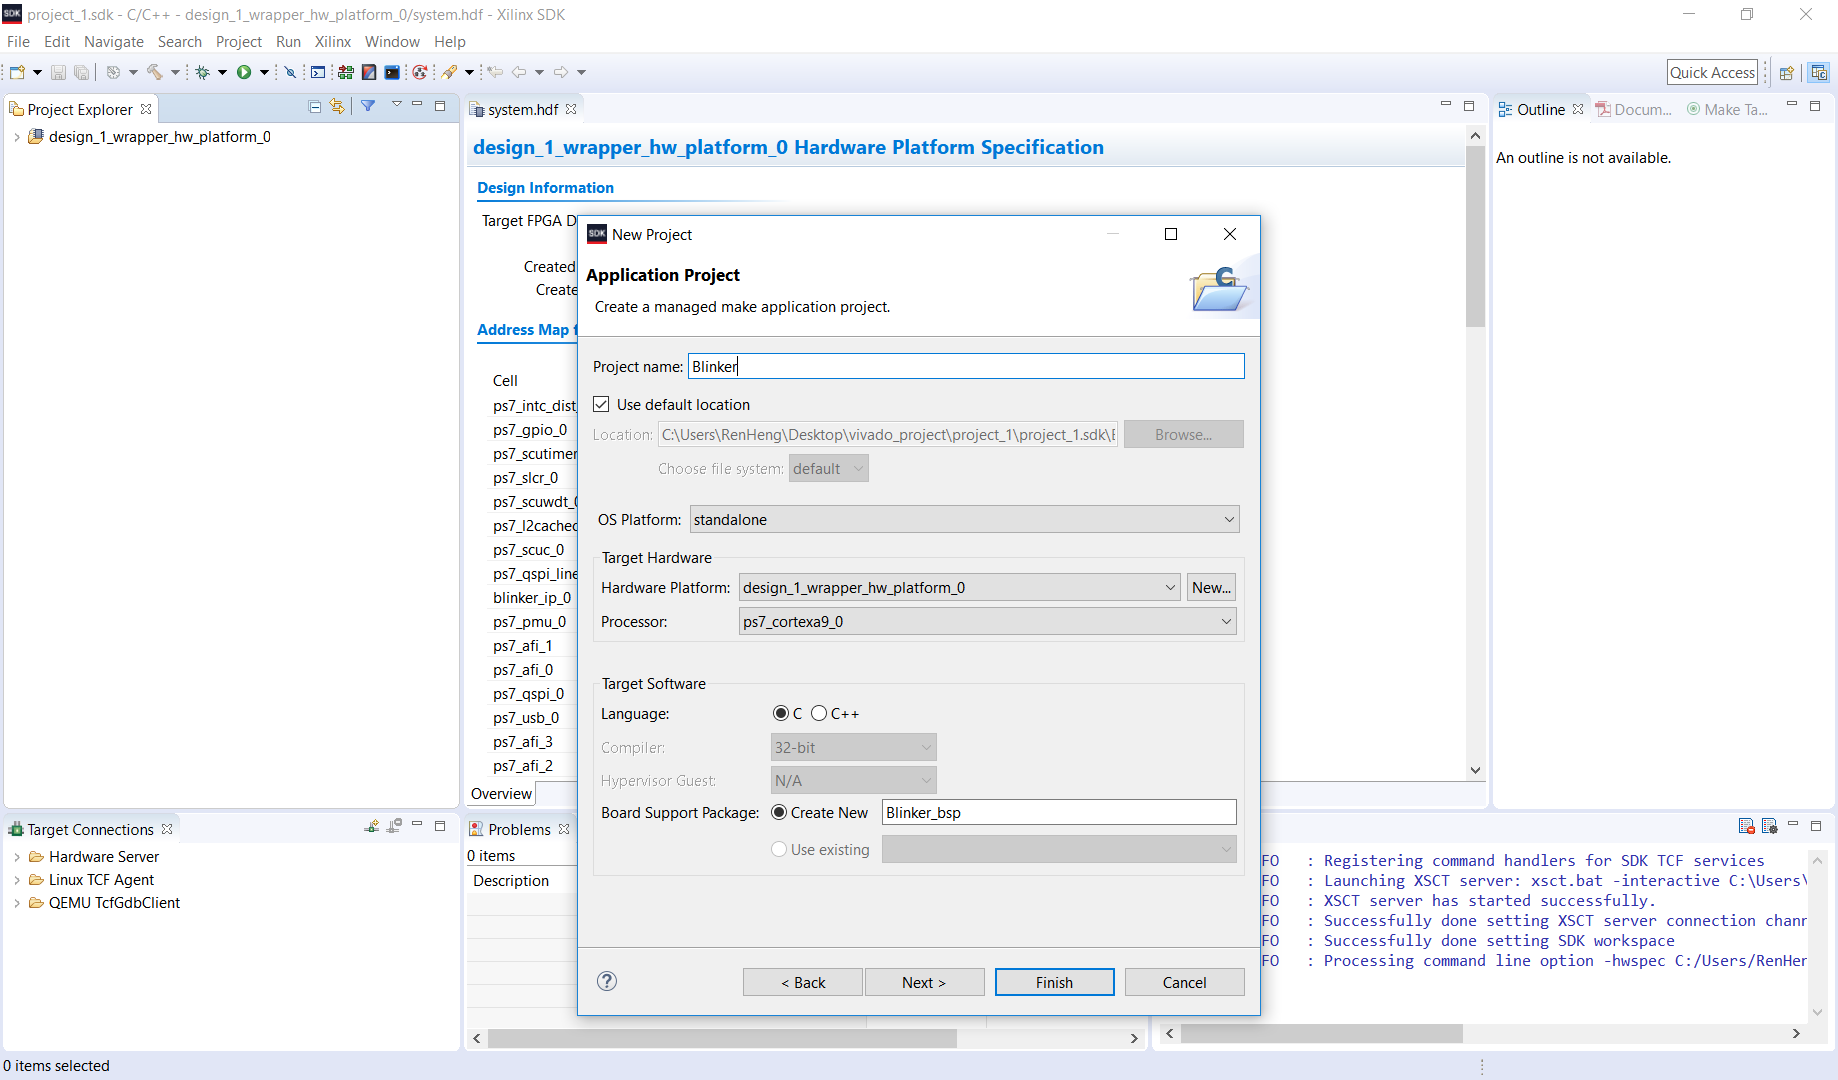 SDK project_1.sdk - C/C++ - design_1_wrapper_hw_platform_0/system.hdf - Xilinx SDK
File Edit Navigate Search Project Run Xilinx Window Help
Quick Access
Project Explorer
design_1_wrapper_hw_platform_0
system.hdf
design_1_wrapper_hw_platform_0 Hardware Platform Specification
Design Information
Target FPGA D
Created
Create
Address Map f
Cell
ps7_intc_dist_
ps7_gpio_0
ps7_scutimer
ps7_slcr_0
ps7_scuwdt_0
ps7_l2cachec
ps7_scuc_0
ps7_qspi_line
blinker_ip_0
ps7_pmu_0
ps7_afi_1
ps7_afi_0
ps7_qspi_0
ps7_usb_0
ps7_afi_3
ps7_afi_2
Overview
Outline Docum... Make Ta...
An outline is not available.
SDK New Project
Application Project
Create a managed make application project.
Project name: Blinker
Use default location
Location: C:\Users\RenHeng\Desktop\vivado_project\project_1\project_1.sdk\B Browse...
Choose file system: default
OS Platform: standalone
Target Hardware
Hardware Platform: design_1_wrapper_hw_platform_0 New...
Processor: ps7_cortexa9_0
Target Software
Language: C C++
Compiler: 32-bit
Hypervisor Guest: N/A
Board Support Package: Create New Blinker_bsp
Use existing
? < Back Next > Finish Cancel
Target Connections
Hardware Server
Linux TCF Agent
QEMU TcfGdbClient
Problems
0 items
Description
FO : Registering command handlers for SDK TCF services
FO : Launching XSCT server: xsct.bat -interactive C:\Users\
FO : XSCT server has started successfully.
FO : Successfully done setting XSCT server connection chann
FO : Successfully done setting SDK workspace
FO : Processing command line option -hwspec C:/Users/RenHer
0 items selected